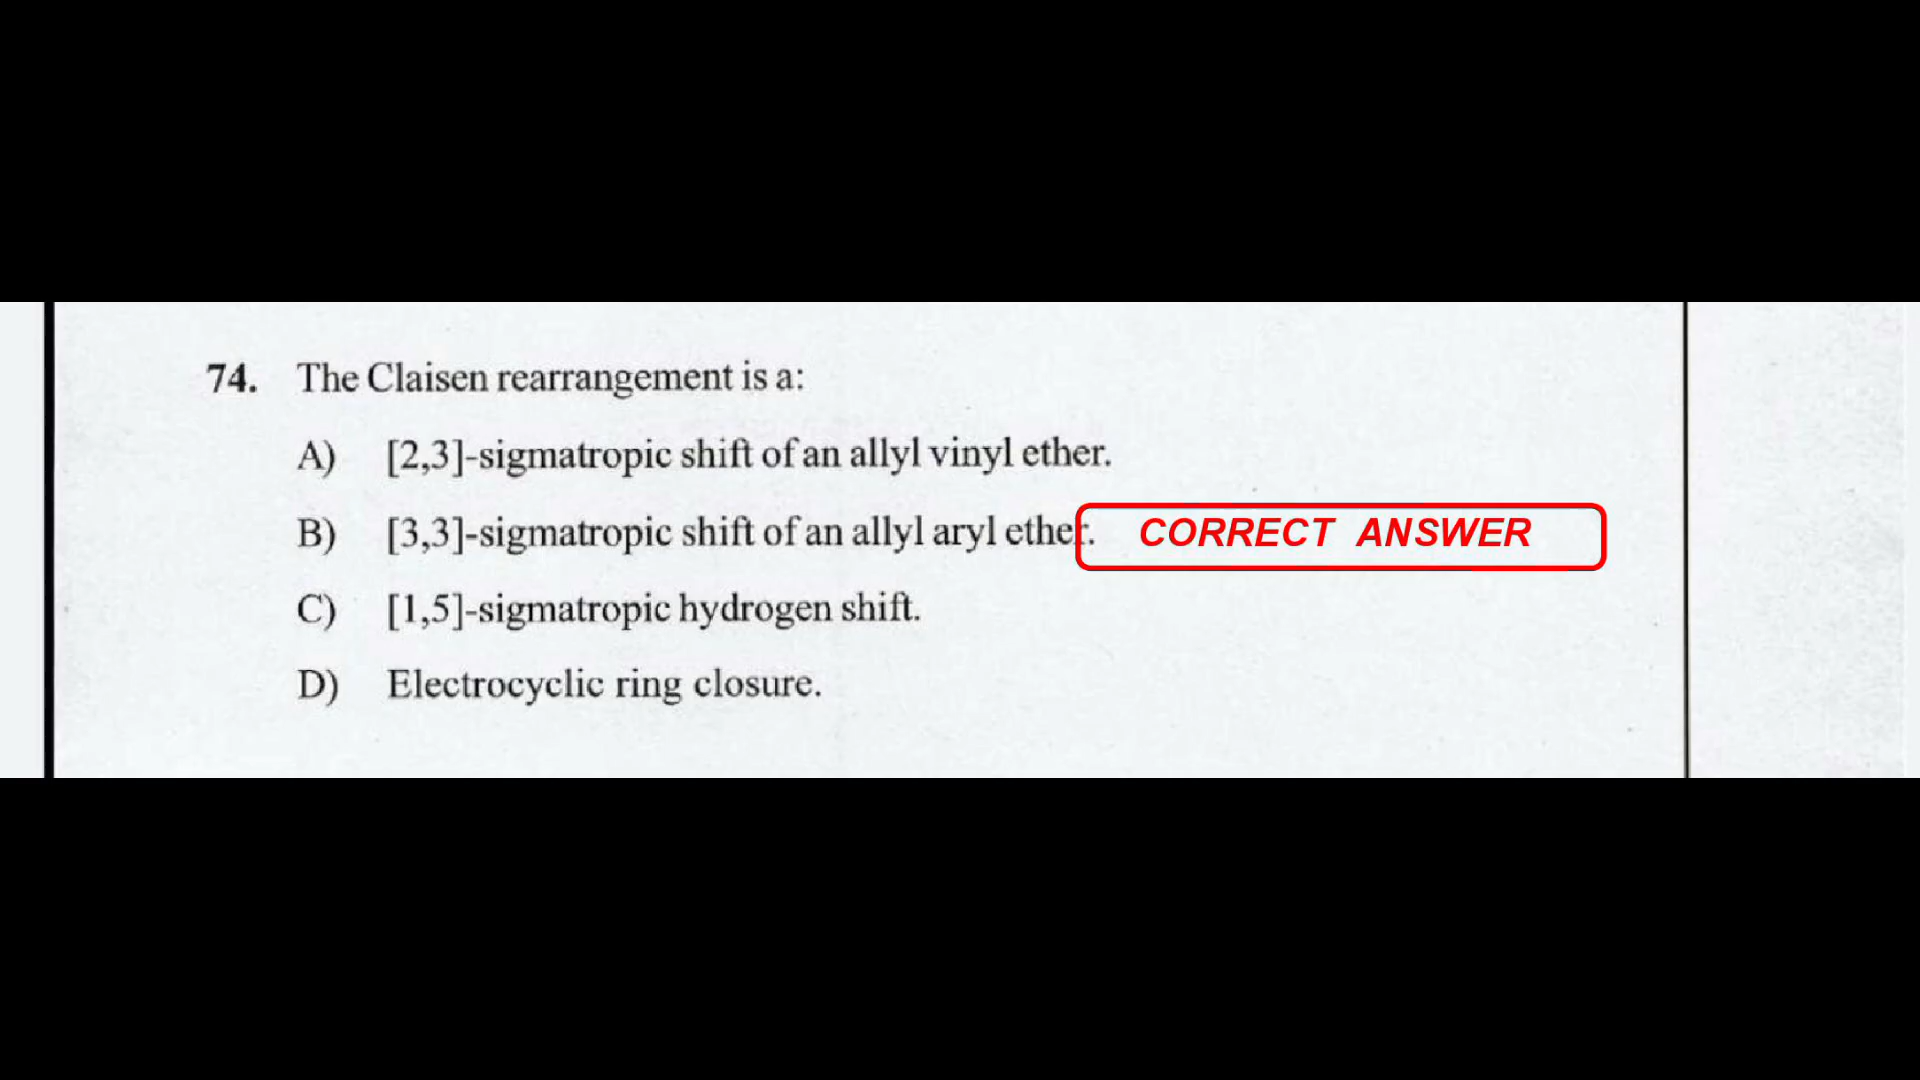 74. The Claisen rearrangement is a:
A) [2,3]-sigmatropic shift of an allyl vinyl ether.
B) [3,3]-sigmatropic shift of an allyl aryl ether. CORRECT ANSWER
C) [1,5]-sigmatropic hydrogen shift.
D) Electrocyclic ring closure.